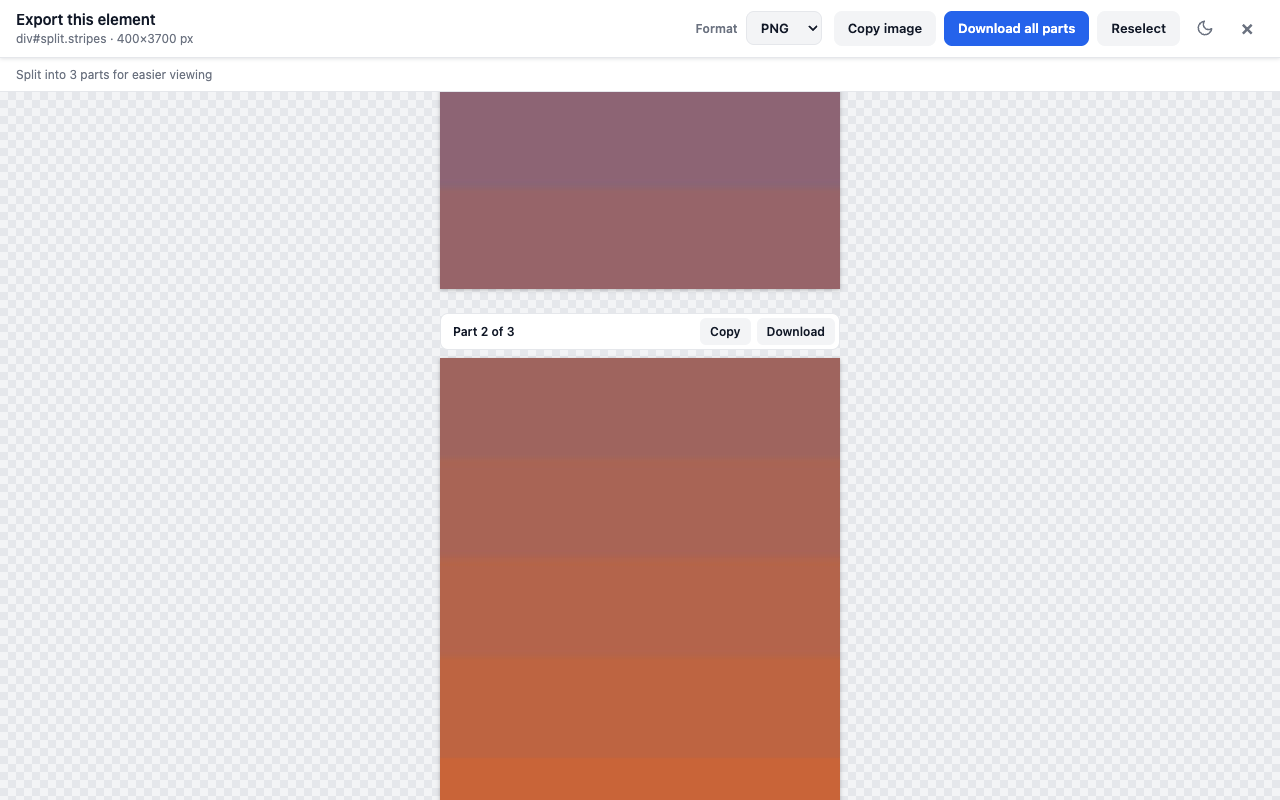 Export this element
div#split.stripes · 400×3700 px
Format
PNG
Copy image
Download all parts
Reselect
Split into 3 parts for easier viewing
Part 2 of 3
Copy
Download